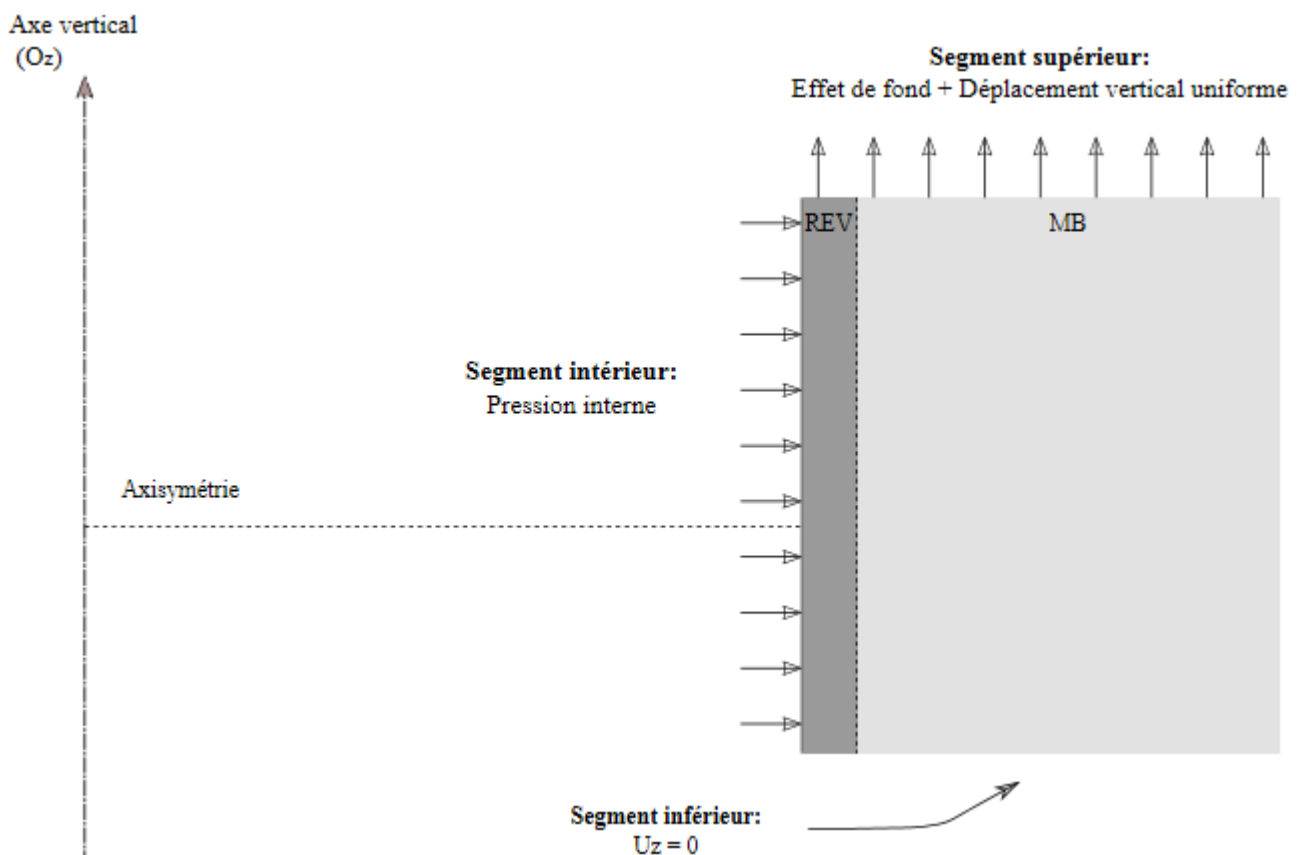 Axe vertical
(Oz)
Segment supérieur:
Effet de fond + Déplacement vertical uniforme
REV
MB
Segment intérieur:
Pression interne
Axisymétrie
Segment inférieur:
Uz = 0